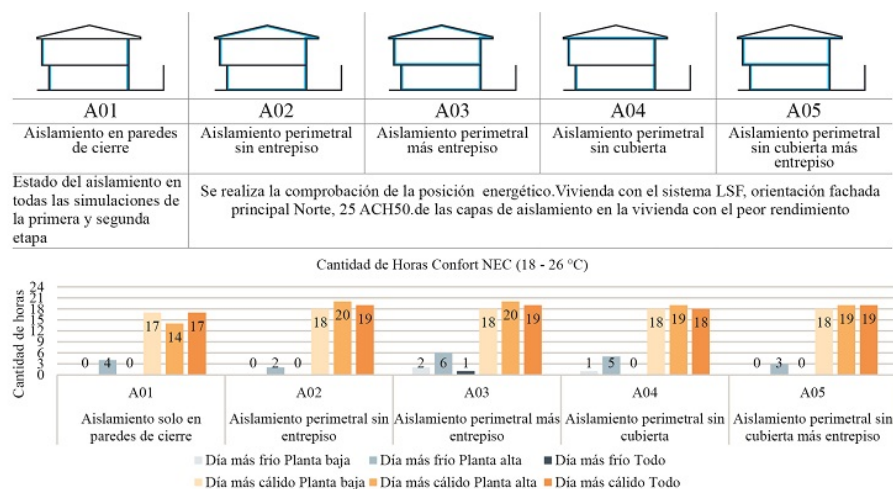 A01
A02
A03
A04
A05
Aislamiento en paredes
de cierre
Aislamiento perimetral
sin entrepiso
Aislamiento perimetral
más entrepiso
Aislamiento perimetral
sin cubierta
Aislamiento perimetral
sin cubierta más
entrepiso
Estado del aislamiento en
todas las simulaciones de
la primera y segunda
etapa
Se realiza la comprobación de la posición energético.Vivienda con el sistema LSF, orientación fachada
principal Norte, 25 ACH50.de las capas de aislamiento en la vivienda con el peor rendimiento
Cantidad de Horas Confort NEC (18 - 26 °C)
Cantidad de horas
24
21
18
15
12
9
6
3
0
0 4 0 17 14 17
0 2 0 18 20 19
2 6 1 18 20 19
1 5 0 18 19 18
0 3 0 18 19 19
A01
A02
A03
A04
A05
Aislamiento solo en
paredes de cierre
Aislamiento perimetral sin
entrepiso
Aislamiento perimetral más
entrepiso
Aislamiento perimetral sin
cubierta
Aislamiento perimetral sin
cubierta más entrepiso
Día más frío Planta baja
Día más frío Planta alta
Día más frío Todo
Día más cálido Planta baja
Día más cálido Planta alta
Día más cálido Todo